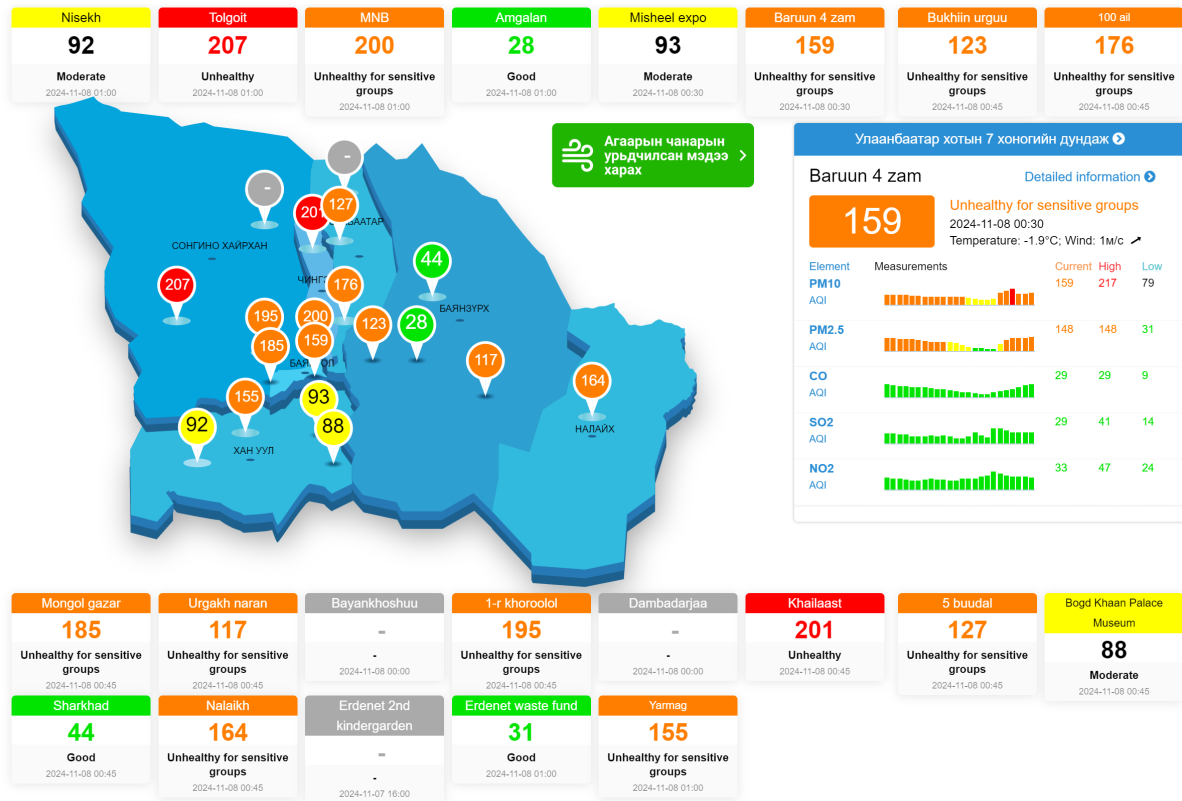 Nisekh
92
Moderate
2024-11-08 01:00
Tolgoit
207
Unhealthy
2024-11-08 01:00
MNB
200
Unhealthy for sensitive
groups
2024-11-08 01:00
Amgalan
28
Good
2024-11-08 01:00
Misheel expo
93
Moderate
2024-11-08 00:30
Baruun 4 zam
159
Unhealthy for sensitive
groups
2024-11-08 00:30
Bukhiin urguu
123
Unhealthy for sensitive
groups
2024-11-08 00:45
100 ail
176
Unhealthy for sensitive
groups
2024-11-08 00:45
-
-
201
127
СОНГИНО ХАЙРХАН
44
207
176
БАЯНЗҮРХ
195
200
123
28
185
159
117
164
155
93
92
88
НАЛАЙХ
ХАН УУЛ
Агаарын чанарын
урьдчилсан мэдээ
харах
Улаанбаатар хотын 7 хоногийн дундаж
Baruun 4 zam
Detailed information
159
Unhealthy for sensitive groups
2024-11-08 00:30
Temperature: -1.9°C; Wind: 1м/с
Element Measurements Current High Low
PM10 159 217 79
AQI
PM2.5 148 148 31
AQI
CO 29 29 9
AQI
SO2 29 41 14
AQI
NO2 33 47 24
AQI
Mongol gazar
185
Unhealthy for sensitive
groups
2024-11-08 00:45
Urgakh naran
117
Unhealthy for sensitive
groups
2024-11-08 00:45
Bayankhoshuu
-
-
2024-11-08 00:00
1-r khoroolol
195
Unhealthy for sensitive
groups
2024-11-08 00:45
Dambadarjaa
-
-
2024-11-08 00:00
Khailaast
201
Unhealthy
2024-11-08 00:45
5 buudal
127
Unhealthy for sensitive
groups
2024-11-08 00:45
Bogd Khaan Palace
Museum
88
Moderate
2024-11-08 00:45
Sharkhad
44
Good
2024-11-08 00:45
Nalaikh
164
Unhealthy for sensitive
groups
2024-11-08 00:45
Erdenet 2nd
kindergarden
-
-
2024-11-07 16:00
Erdenet waste fund
31
Good
2024-11-08 01:00
Yarmag
155
Unhealthy for sensitive
groups
2024-11-08 01:00